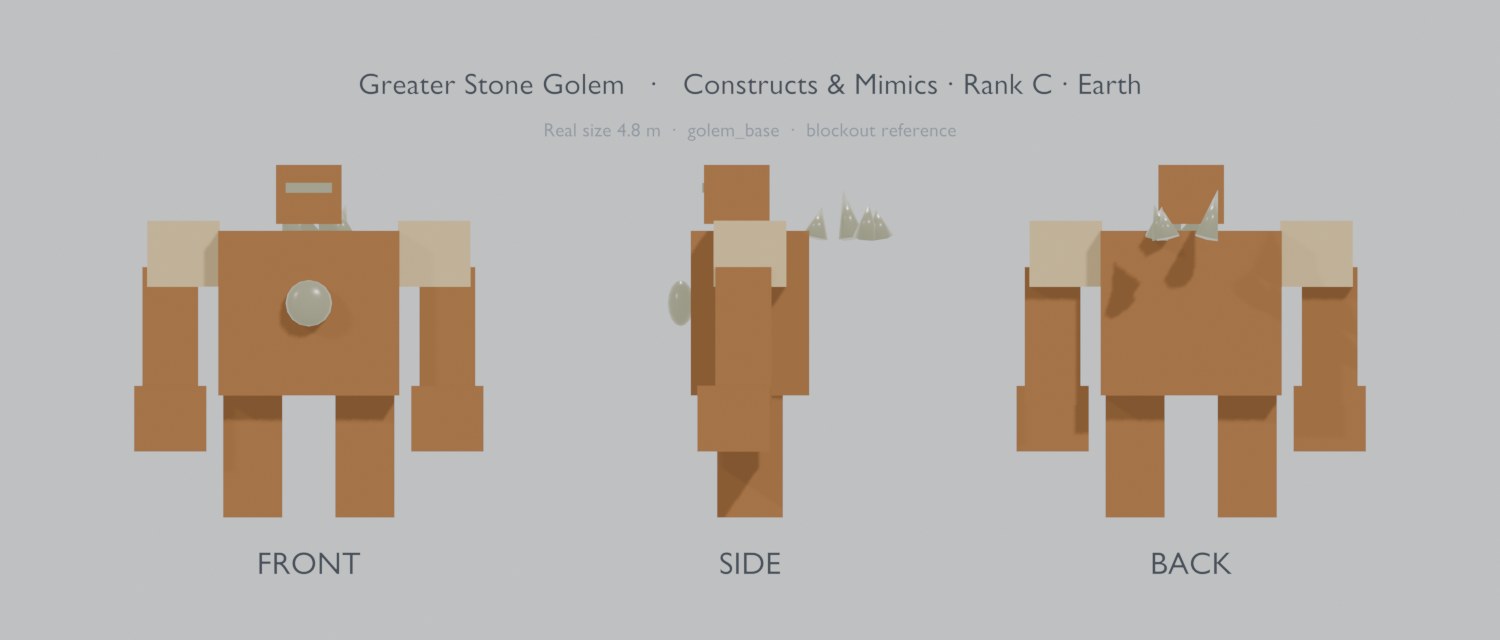 Greater Stone Golem · Constructs & Mimics · Rank C · Earth
Real size 4.8 m · golem_base · blockout reference
FRONT
SIDE
BACK